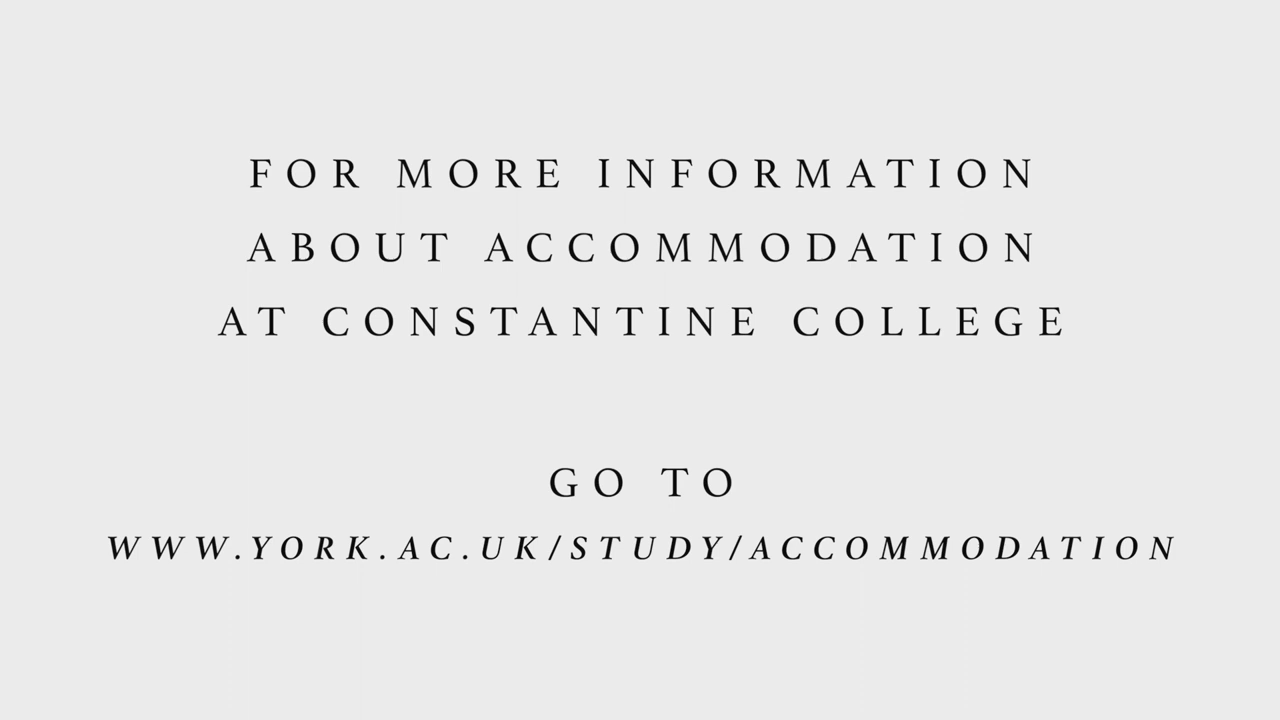 FOR MORE INFORMATION
ABOUT ACCOMMODATION
AT CONSTANTINE COLLEGE
GO TO
WWW.YORK.AC.UK/STUDY/ACCOMMODATION